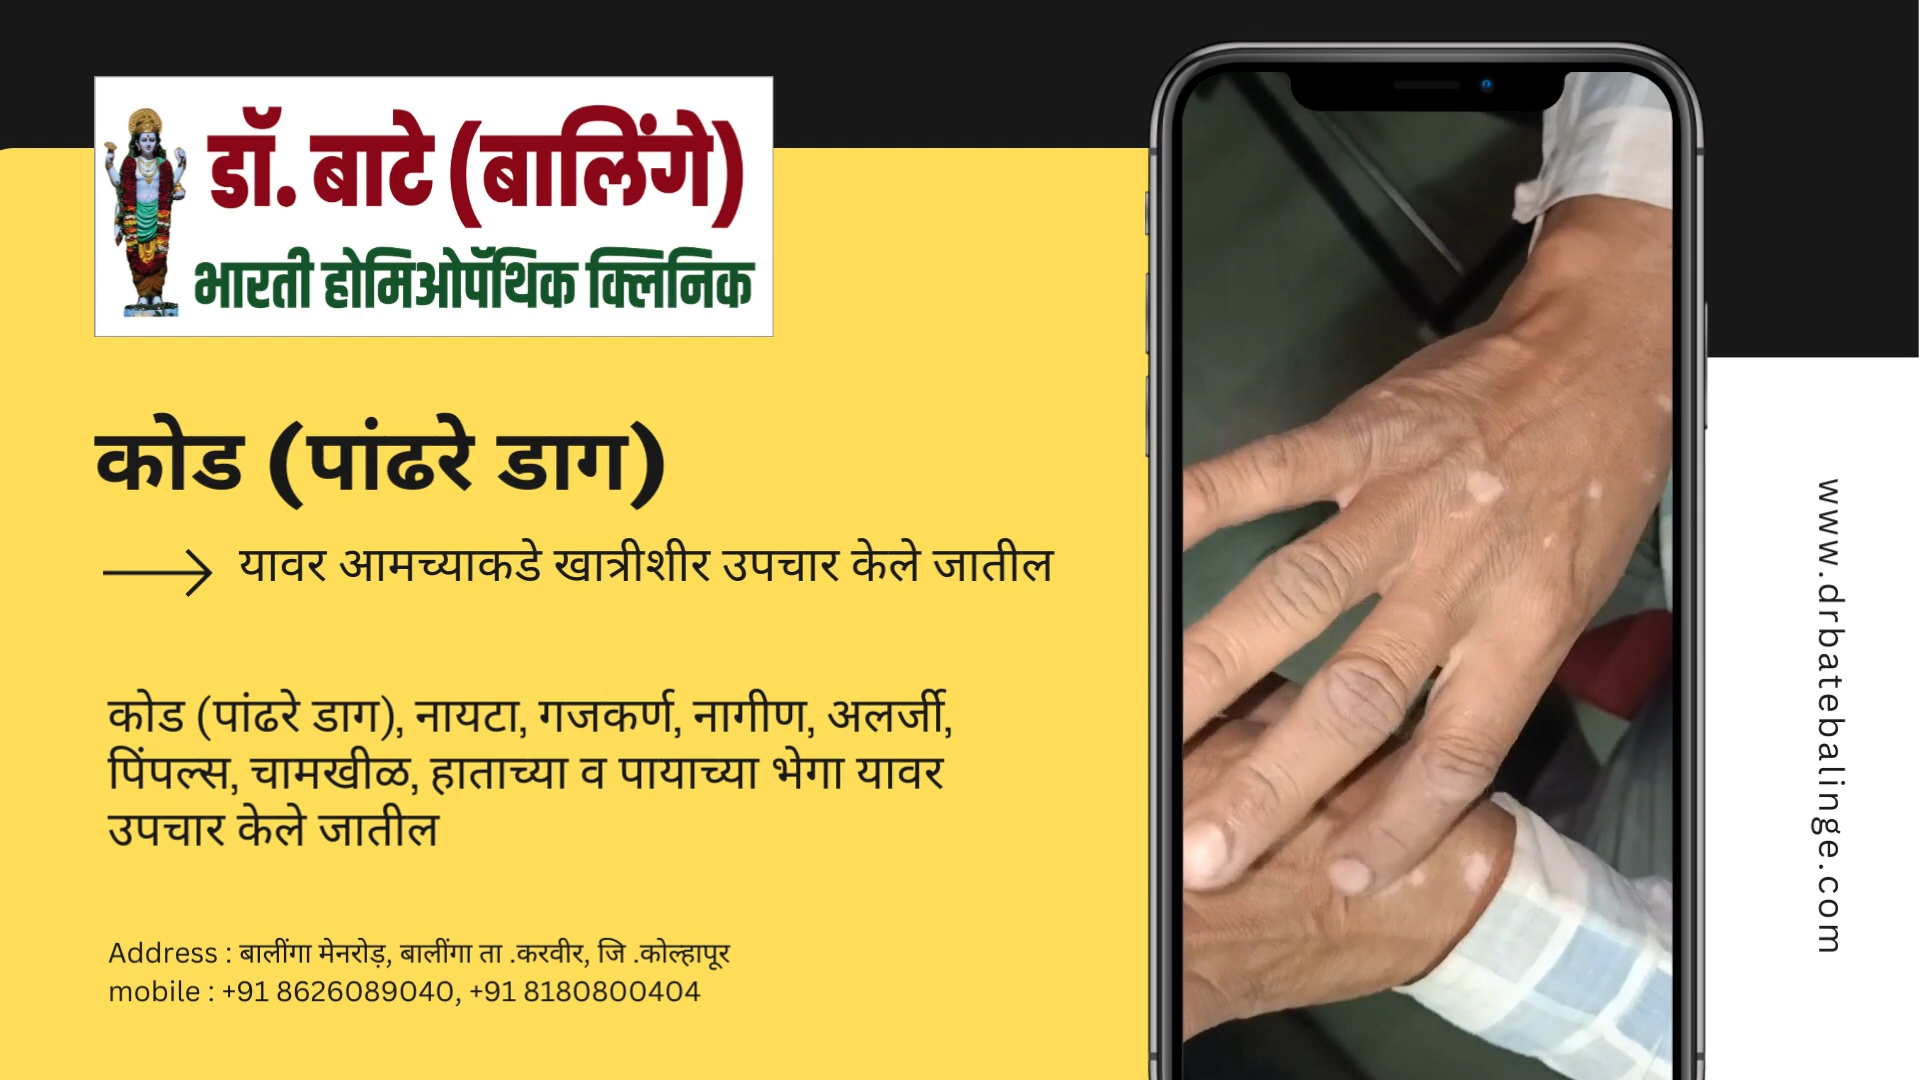 डॉ. बाटे (बालिंगे)
भारती होमिओपॅथिक क्लिनिक
कोड (पांढरे डाग)
यावर आमच्याकडे खात्रीशीर उपचार केले जातील
कोड (पांढरे डाग), नायटा, गजकर्ण, नागीण, अलर्जी,
पिंपल्स, चामखीळ, हाताच्या व पायाच्या भेगा यावर
उपचार केले जातील
Address : बालींगा मेनरोड़, बालींगा ता .करवीर, जि .कोल्हापूर
mobile : +91 8626089040, +91 8180800404
www.drbatebalinge.com